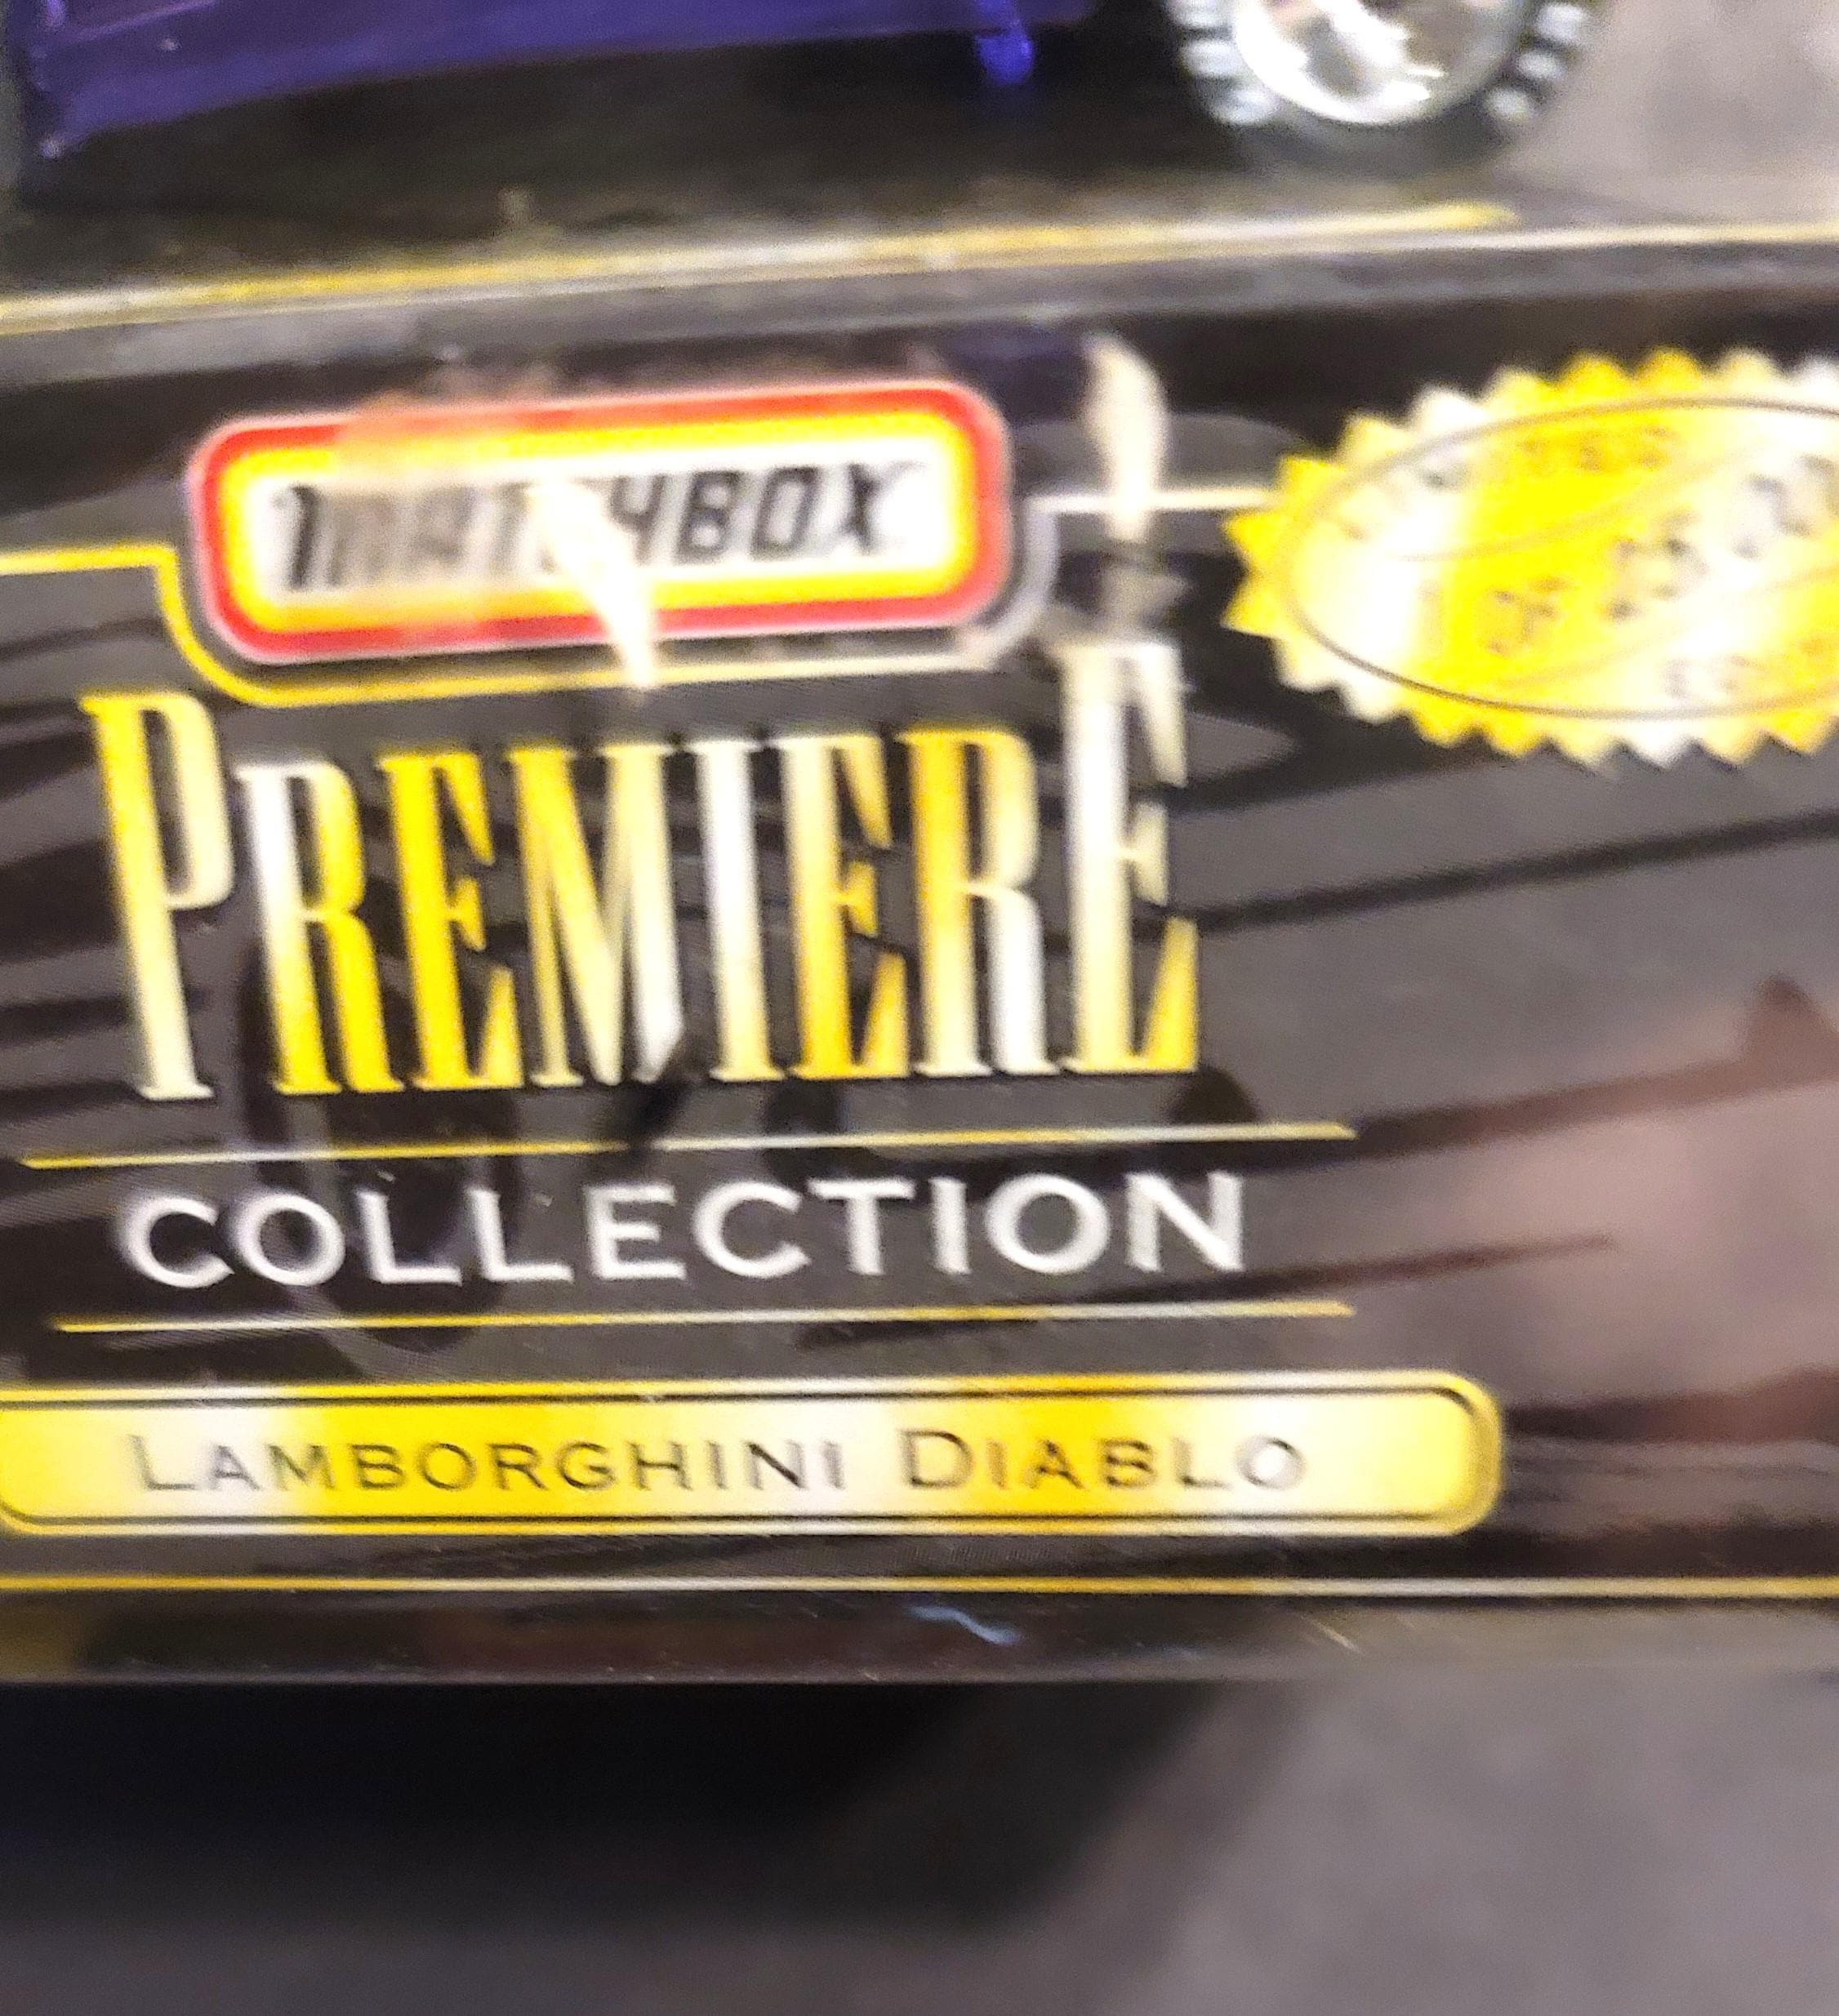 MATCHBOX
PREMIERE
COLLECTION
LAMBORGHINI DIABLO